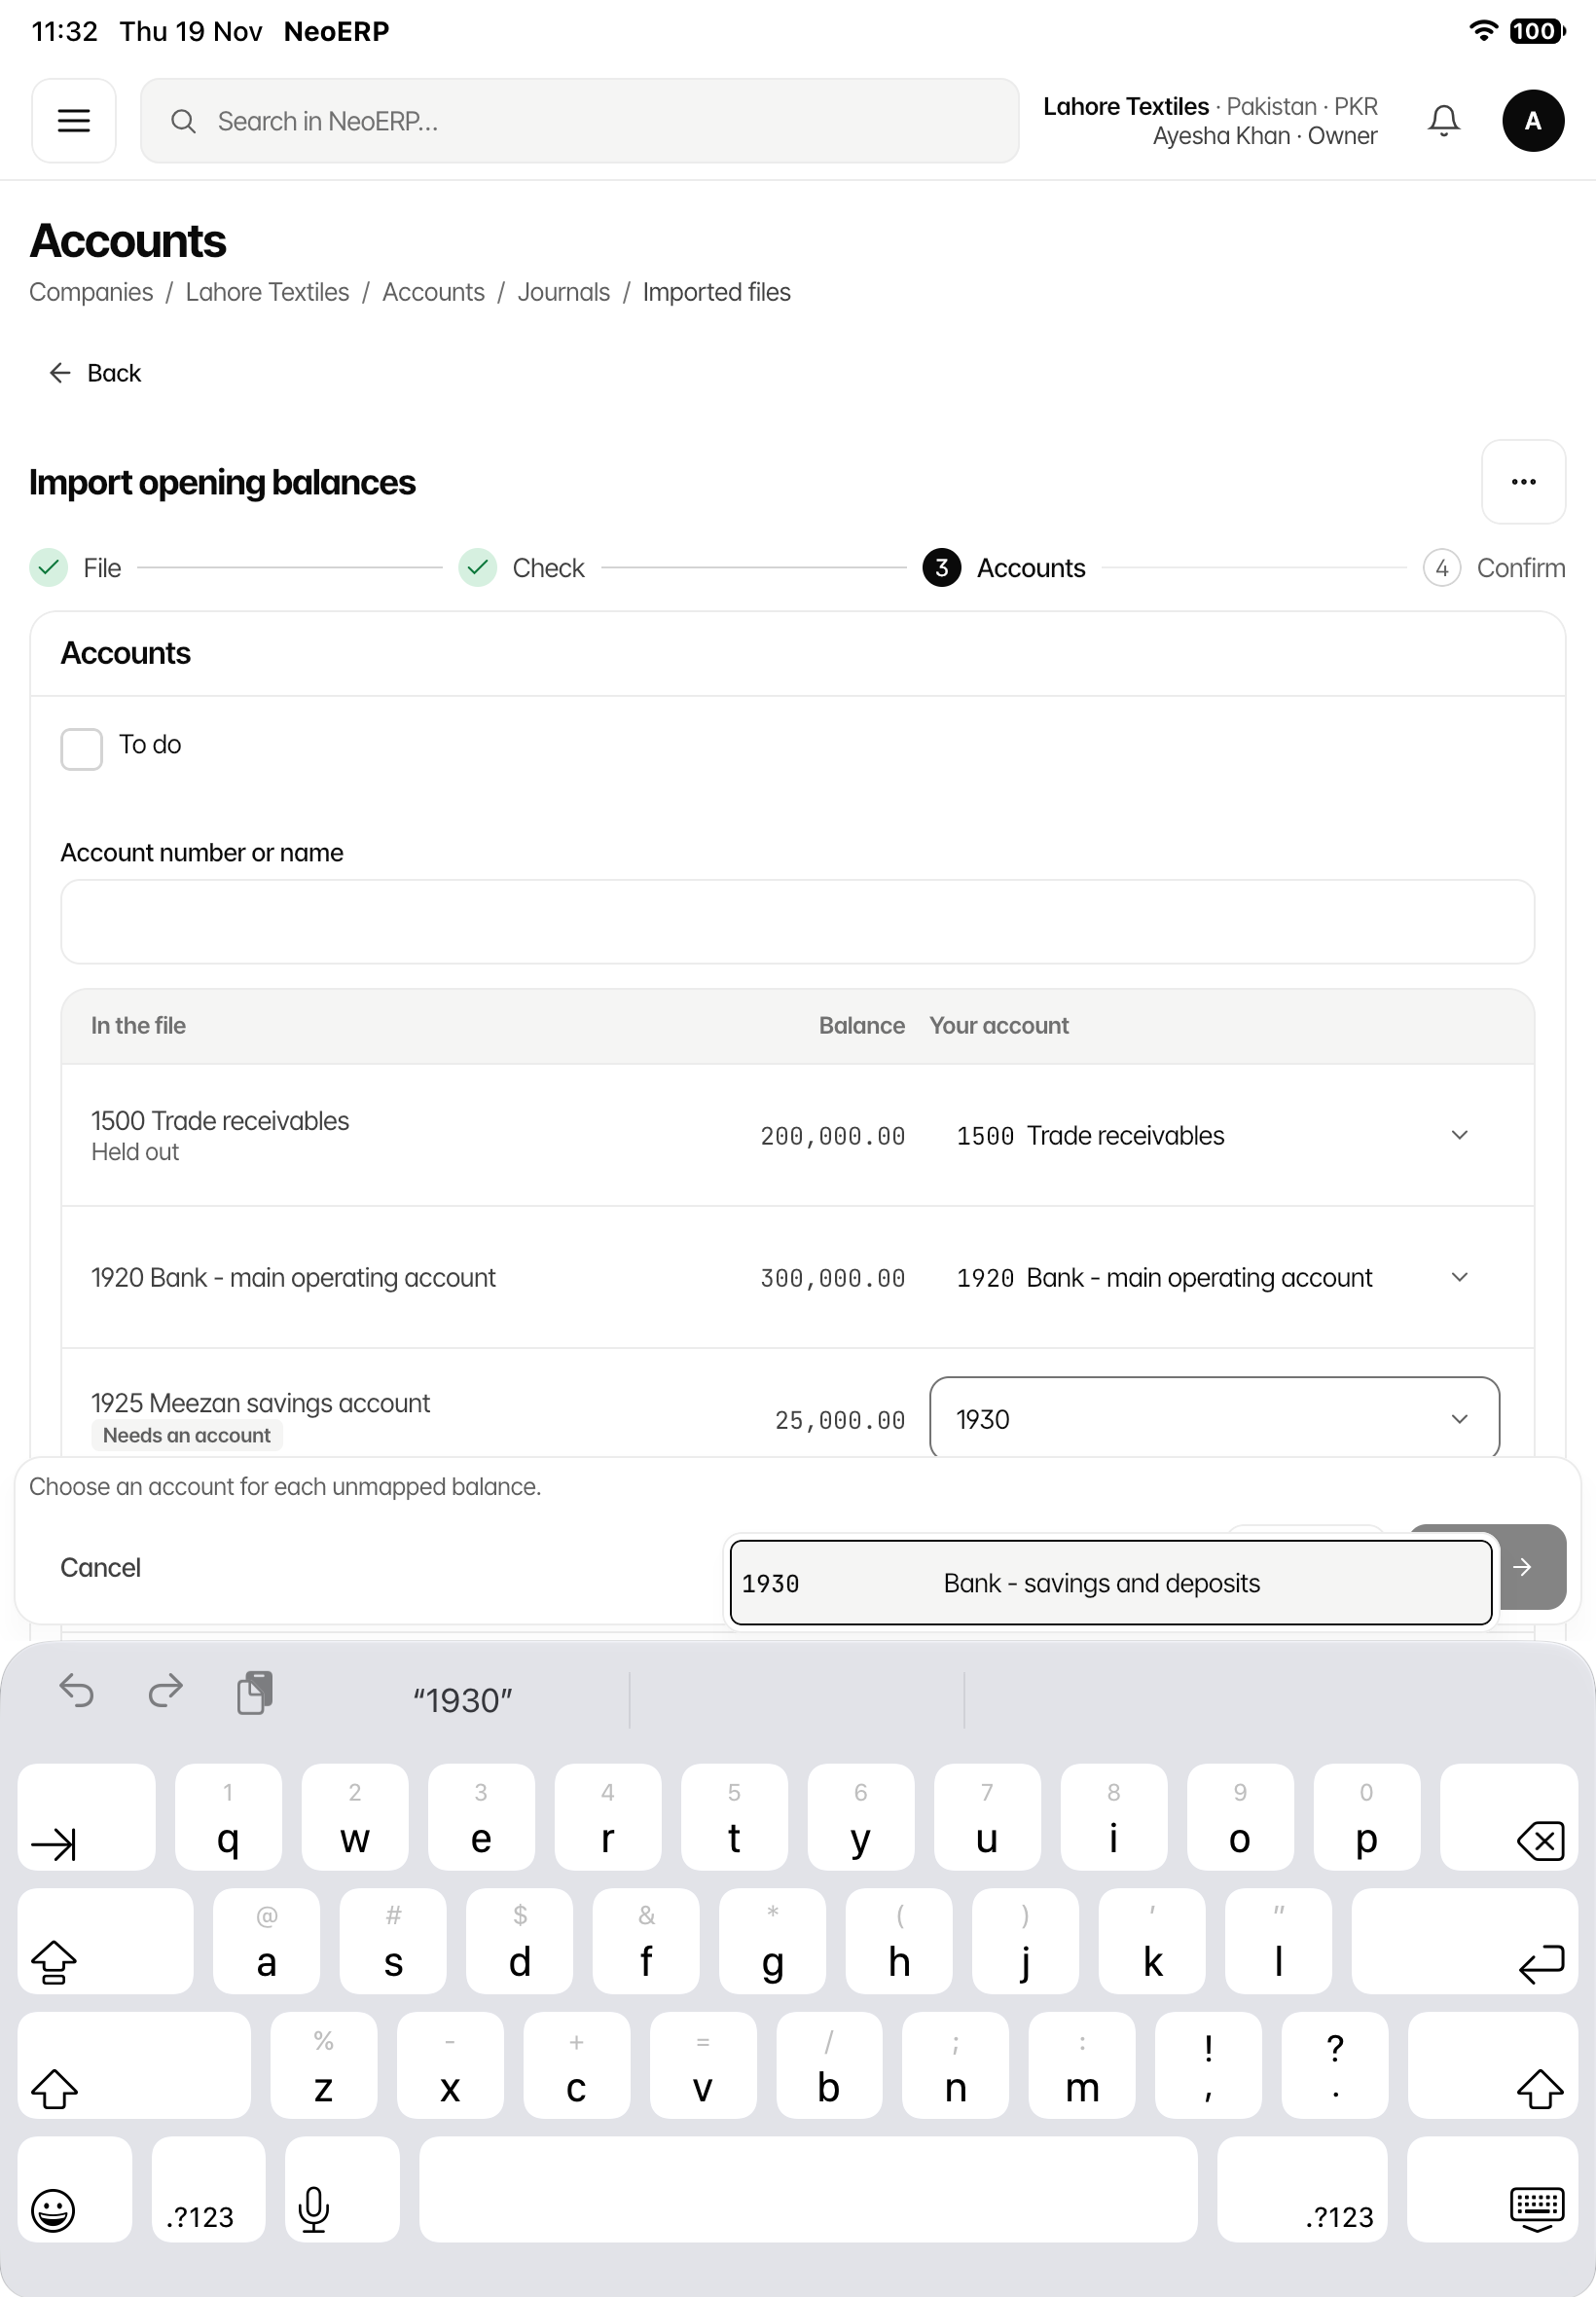 11:32 Thu 19 Nov NeoERP 100
Search in NeoERP...
Lahore Textiles · Pakistan · PKR
Ayesha Khan · Owner
A
Accounts
Companies / Lahore Textiles / Accounts / Journals / Imported files
Back
Import opening balances
File
Check
3 Accounts
4 Confirm
Accounts
To do
Account number or name
In the file Balance Your account
1500 Trade receivables
Held out
200,000.00 1500 Trade receivables
1920 Bank - main operating account 300,000.00 1920 Bank - main operating account
1925 Meezan savings account
Needs an account
25,000.00 1930
Choose an account for each unmapped balance.
Cancel
1930 Bank - savings and deposits
“1930”
1 2 3 4 5 6 7 8 9 0
q w e r t y u i o p
@ # $ & * ( ) ' "
a s d f g h j k l
% - + = / ; : ! ?
z x c v b n m , .
.?123 .?123